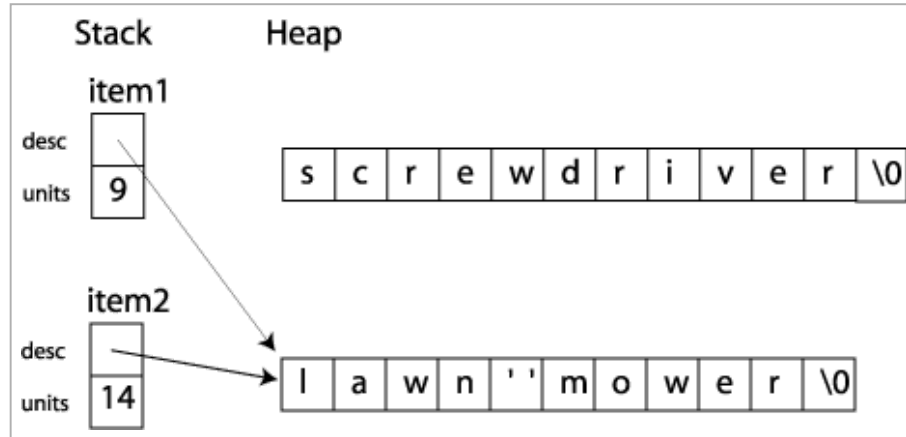 Stack Heap
item1
desc
s c r e w d r i v e r \0
units 9
item2
desc
l a w n ' ' m o w e r \0
units 14